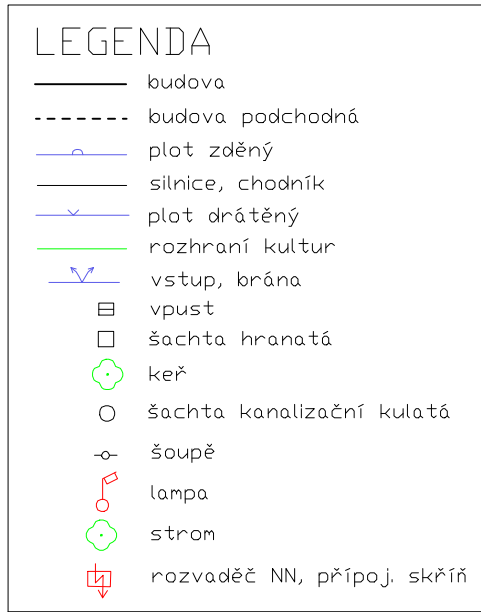 LEGENDA
budova
budova podchodná
plot zděný
silnice, chodník
plot drátěný
rozhraní kultur
vstup, brána
vpust
šachta hranatá
keř
šachta kanalizační kulatá
šoupě
lampa
strom
rozvaděč NN, přípoj. skříň